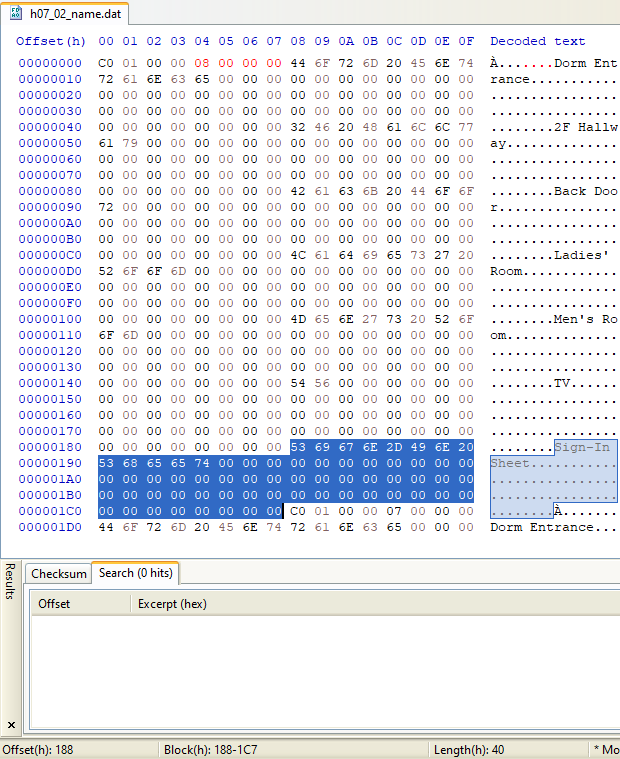 h07_02_name.dat
Offset(h) 00 01 02 03 04 05 06 07 08 09 0A 0B 0C 0D 0E 0F Decoded text
00000000 C0 01 00 00 08 00 00 00 44 6F 72 6D 20 45 6E 74 À.......Dorm Ent
00000010 72 61 6E 63 65 00 00 00 00 00 00 00 00 00 00 00 rance...........
00000020 00 00 00 00 00 00 00 00 00 00 00 00 00 00 00 00 ................
00000030 00 00 00 00 00 00 00 00 00 00 00 00 00 00 00 00 ................
00000040 00 00 00 00 00 00 00 00 32 46 20 48 61 6C 6C 77 ........2F Hallw
00000050 61 79 00 00 00 00 00 00 00 00 00 00 00 00 00 00 ay..............
00000060 00 00 00 00 00 00 00 00 00 00 00 00 00 00 00 00 ................
00000070 00 00 00 00 00 00 00 00 00 00 00 00 00 00 00 00 ................
00000080 00 00 00 00 00 00 00 00 42 61 63 6B 20 44 6F 6F ........Back Doo
00000090 72 00 00 00 00 00 00 00 00 00 00 00 00 00 00 00 r...............
000000A0 00 00 00 00 00 00 00 00 00 00 00 00 00 00 00 00 ................
000000B0 00 00 00 00 00 00 00 00 00 00 00 00 00 00 00 00 ................
000000C0 00 00 00 00 00 00 00 00 4C 61 64 69 65 73 27 20 ........Ladies'
000000D0 52 6F 6F 6D 00 00 00 00 00 00 00 00 00 00 00 00 Room............
000000E0 00 00 00 00 00 00 00 00 00 00 00 00 00 00 00 00 ................
000000F0 00 00 00 00 00 00 00 00 00 00 00 00 00 00 00 00 ................
00000100 00 00 00 00 00 00 00 00 4D 65 6E 27 73 20 52 6F ........Men's Ro
00000110 6F 6D 00 00 00 00 00 00 00 00 00 00 00 00 00 00 om..............
00000120 00 00 00 00 00 00 00 00 00 00 00 00 00 00 00 00 ................
00000130 00 00 00 00 00 00 00 00 00 00 00 00 00 00 00 00 ................
00000140 00 00 00 00 00 00 00 00 54 56 00 00 00 00 00 00 ........TV......
00000150 00 00 00 00 00 00 00 00 00 00 00 00 00 00 00 00 ................
00000160 00 00 00 00 00 00 00 00 00 00 00 00 00 00 00 00 ................
00000170 00 00 00 00 00 00 00 00 00 00 00 00 00 00 00 00 ................
00000180 00 00 00 00 00 00 00 00 53 69 67 6E 2D 49 6E 20 ........Sign-In
00000190 53 68 65 65 74 00 00 00 00 00 00 00 00 00 00 00 Sheet...........
000001A0 00 00 00 00 00 00 00 00 00 00 00 00 00 00 00 00 ................
000001B0 00 00 00 00 00 00 00 00 00 00 00 00 00 00 00 00 ................
000001C0 00 00 00 00 00 00 00 00 C0 01 00 00 07 00 00 00 ........À.......
000001D0 44 6F 72 6D 20 45 6E 74 72 61 6E 63 65 00 00 00 Dorm Entrance...
Results
Checksum Search (0 hits)
Offset Excerpt (hex)
Offset(h): 188 Block(h): 188-1C7 Length(h): 40 * Mo